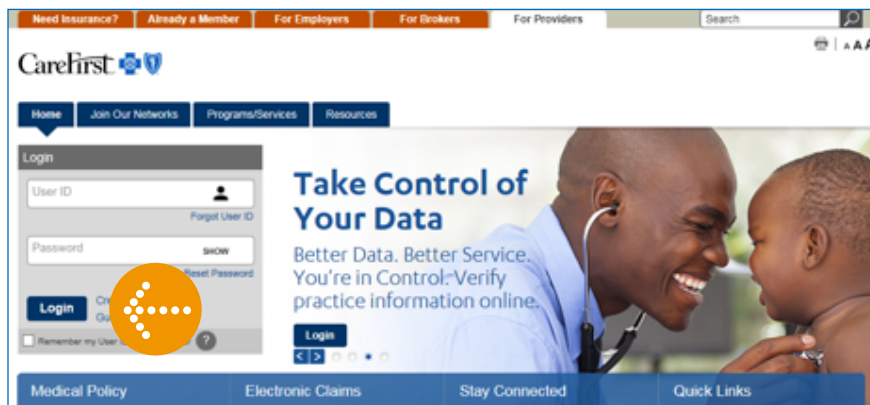 Need Insurance? Already a Member For Employers For Brokers For Providers Search
A A A
CareFirst
Home Join Our Networks Programs/Services Resources
Login
User ID
Forgot User ID
Password SHOW
Reset Password
Login
Remember my User ?
Take Control of
Your Data
Better Data. Better Service.
You're in Control. Verify
practice information online.
Login
< >
Medical Policy Electronic Claims Stay Connected Quick Links